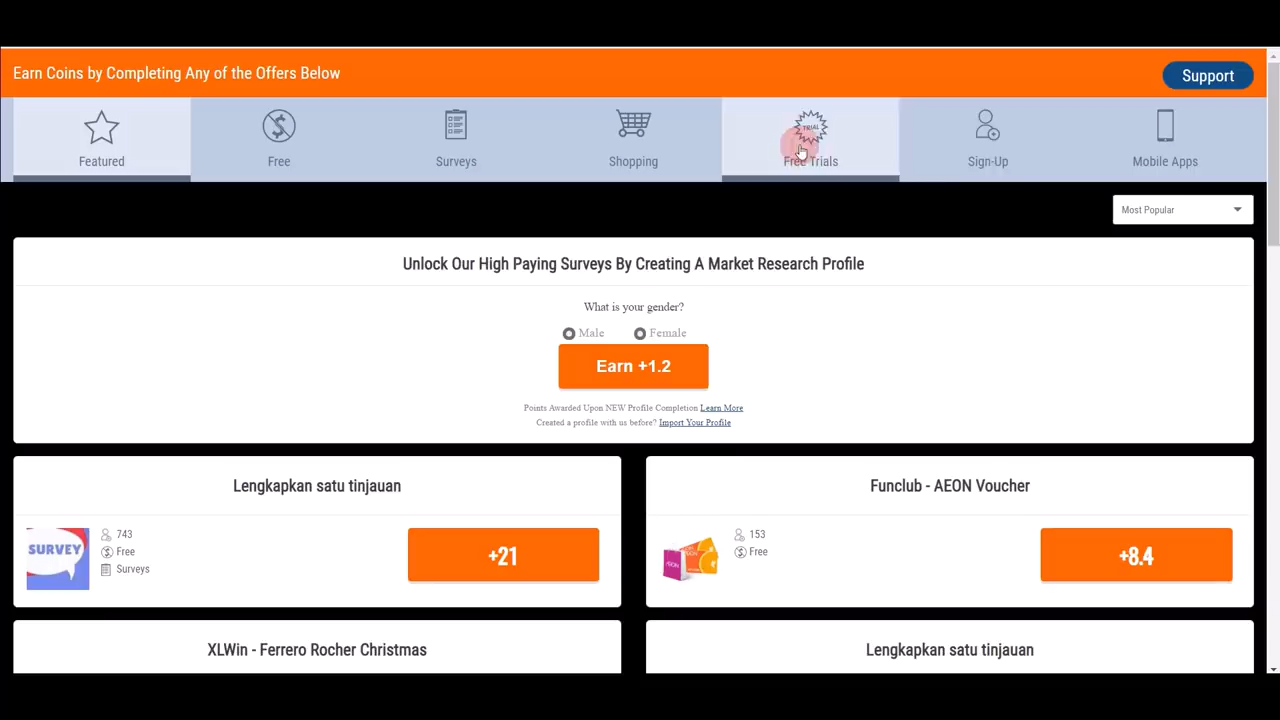 Earn Coins by Completing Any of the Offers Below
Support
Featured
Free
Surveys
Shopping
TRIAL
Free Trials
Sign-Up
Mobile Apps
Most Popular
Unlock Our High Paying Surveys By Creating A Market Research Profile
What is your gender?
Male Female
Earn +1.2
Points Awarded Upon NEW Profile Completion Learn More
Created a profile with us before? Import Your Profile
Lengkapkan satu tinjauan
SURVEY
743
Free
Surveys
+21
Funclub - AEON Voucher
AEON
153
Free
+8.4
XLWin - Ferrero Rocher Christmas
Lengkapkan satu tinjauan